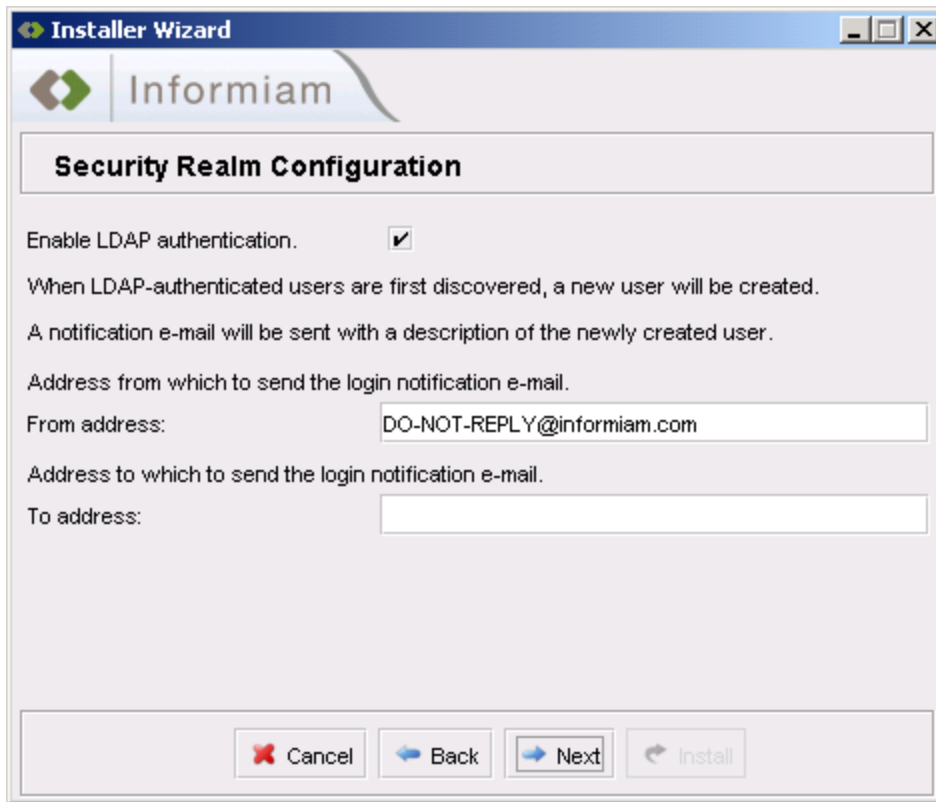 Installer Wizard
Informiam
Security Realm Configuration
Enable LDAP authentication.
When LDAP-authenticated users are first discovered, a new user will be created.
A notification e-mail will be sent with a description of the newly created user.
Address from which to send the login notification e-mail.
From address: DO-NOT-REPLY@informiam.com
Address to which to send the login notification e-mail.
To address:
Cancel Back Next Install